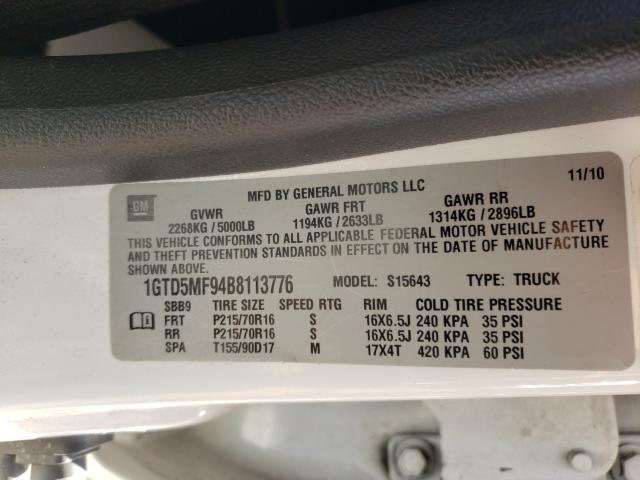 GM
MFD BY GENERAL MOTORS LLC 11/10
GVWR GAWR FRT GAWR RR
2268KG / 5000LB 1194KG / 2633LB 1314KG / 2896LB
THIS VEHICLE CONFORMS TO ALL APPLICABLE FEDERAL MOTOR VEHICLE SAFETY
AND THEFT PREVENTION STANDARDS IN EFFECT ON THE DATE OF MANUFACTURE
SHOWN
1GTD5MF94B8113776 MODEL: S15643 TYPE: TRUCK
SBB9 TIRE SIZE SPEED RTG RIM COLD TIRE PRESSURE
FRT P215/70R16 S 16X6.5J 240 KPA 35 PSI
RR P215/70R16 S 16X6.5J 240 KPA 35 PSI
SPA T155/90D17 M 17X4T 420 KPA 60 PSI